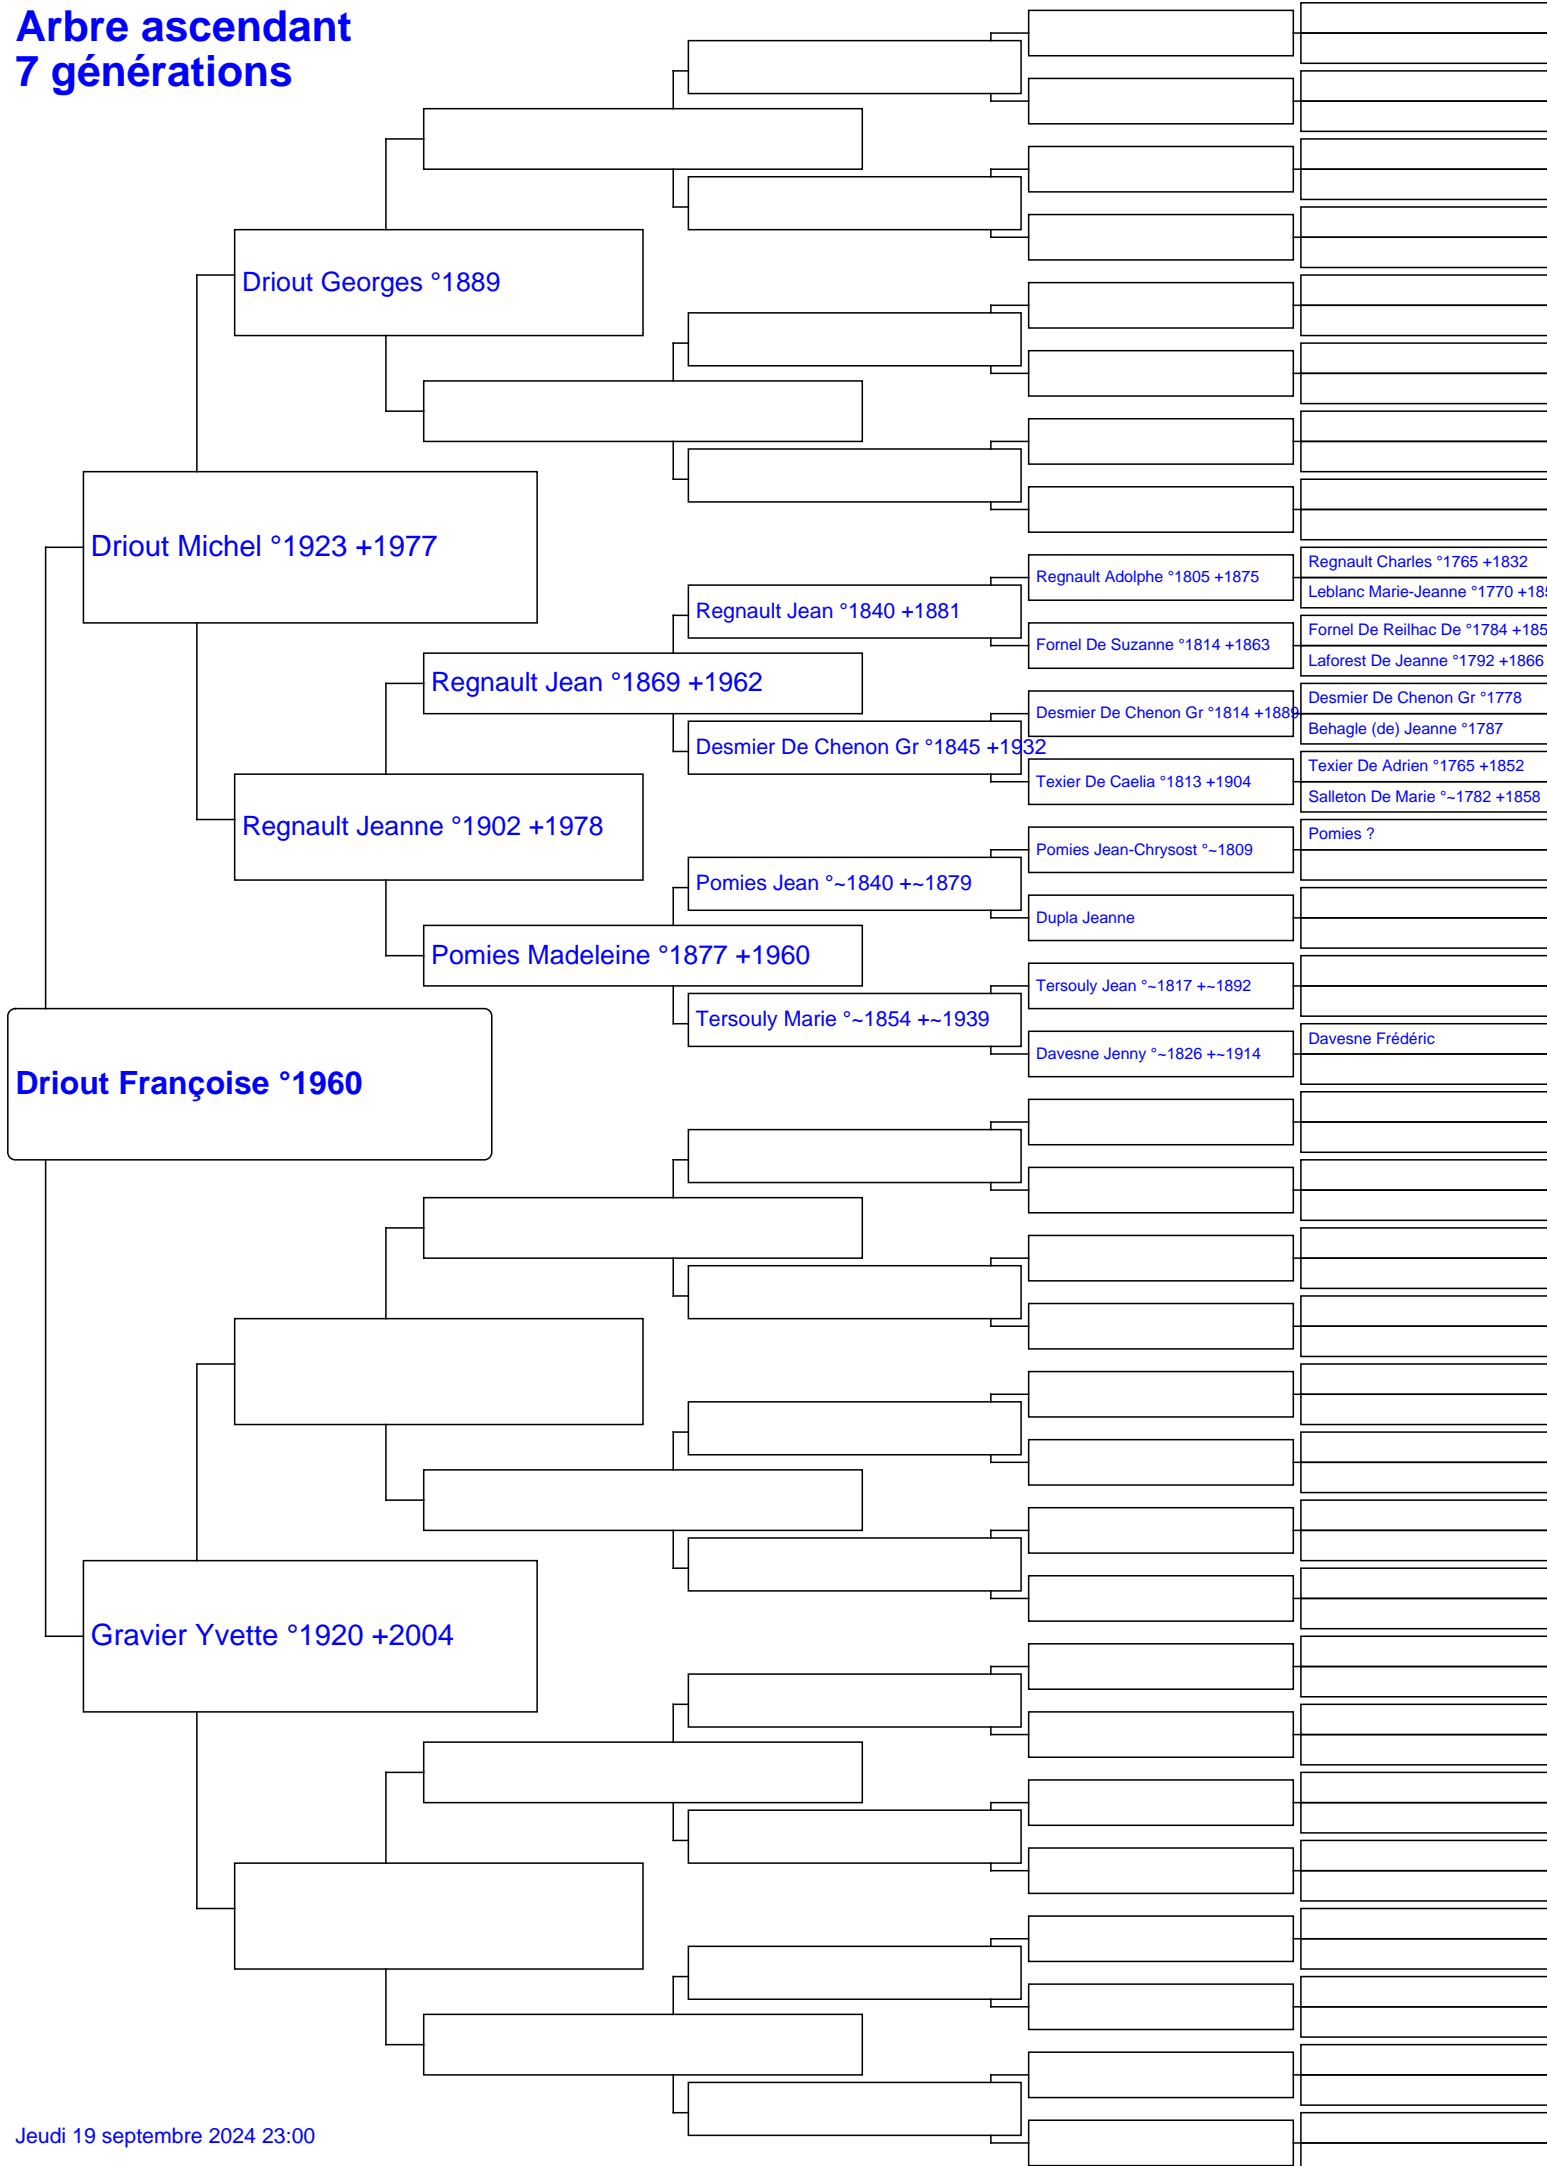 Arbre ascendant
7 générations
Driout Georges °1889
Driout Michel °1923 +1977
Regnault Charles °1765 +1832
Regnault Adolphe °1805 +1875
Leblanc Marie-Jeanne °1770 +185
Regnault Jean °1840 +1881
Fornel De Reilhac De °1784 +185
Fornel De Suzanne °1814 +1863
Laforest De Jeanne °1792 +1866
Regnault Jean °1869 +1962
Desmier De Chenon Gr °1778
Desmier De Chenon Gr °1814 +1889
Behagle (de) Jeanne °1787
Desmier De Chenon Gr °1845 +1932
Texier De Adrien °1765 +1852
Texier De Caelia °1813 +1904
Salleton De Marie °~1782 +1858
Regnault Jeanne °1902 +1978
Pomies ?
Pomies Jean-Chrysost °~1809
Pomies Jean °~1840 +~1879
Dupla Jeanne
Pomies Madeleine °1877 +1960
Tersouly Jean °~1817 +~1892
Tersouly Marie °~1854 +~1939
Davesne Frédéric
Davesne Jenny °~1826 +~1914
Driout Françoise °1960
Gravier Yvette °1920 +2004
Jeudi 19 septembre 2024 23:00